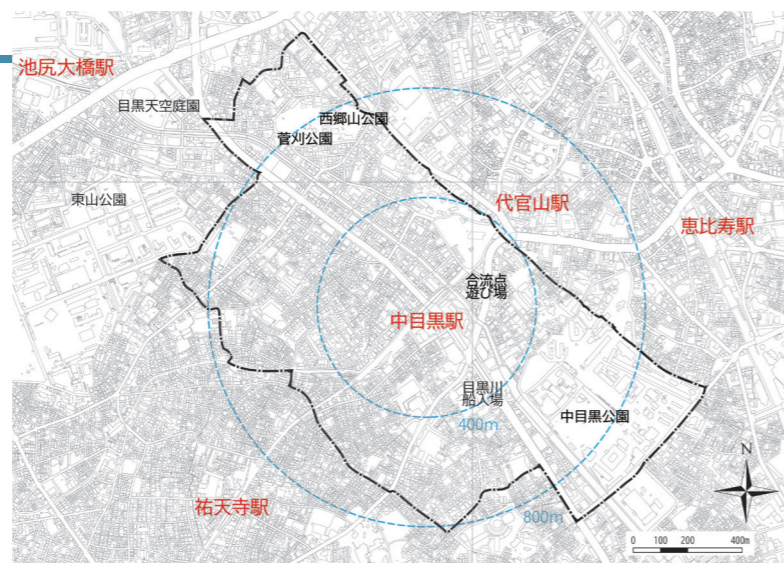 池尻大橋駅
目黒天空庭園
西郷山公園
菅刈公園
東山公園
代官山駅
恵比寿駅
合流点
遊び場
中目黒駅
目黒川
船入場
中目黒公園
400m
祐天寺駅
800m
N
0 100 200 400m